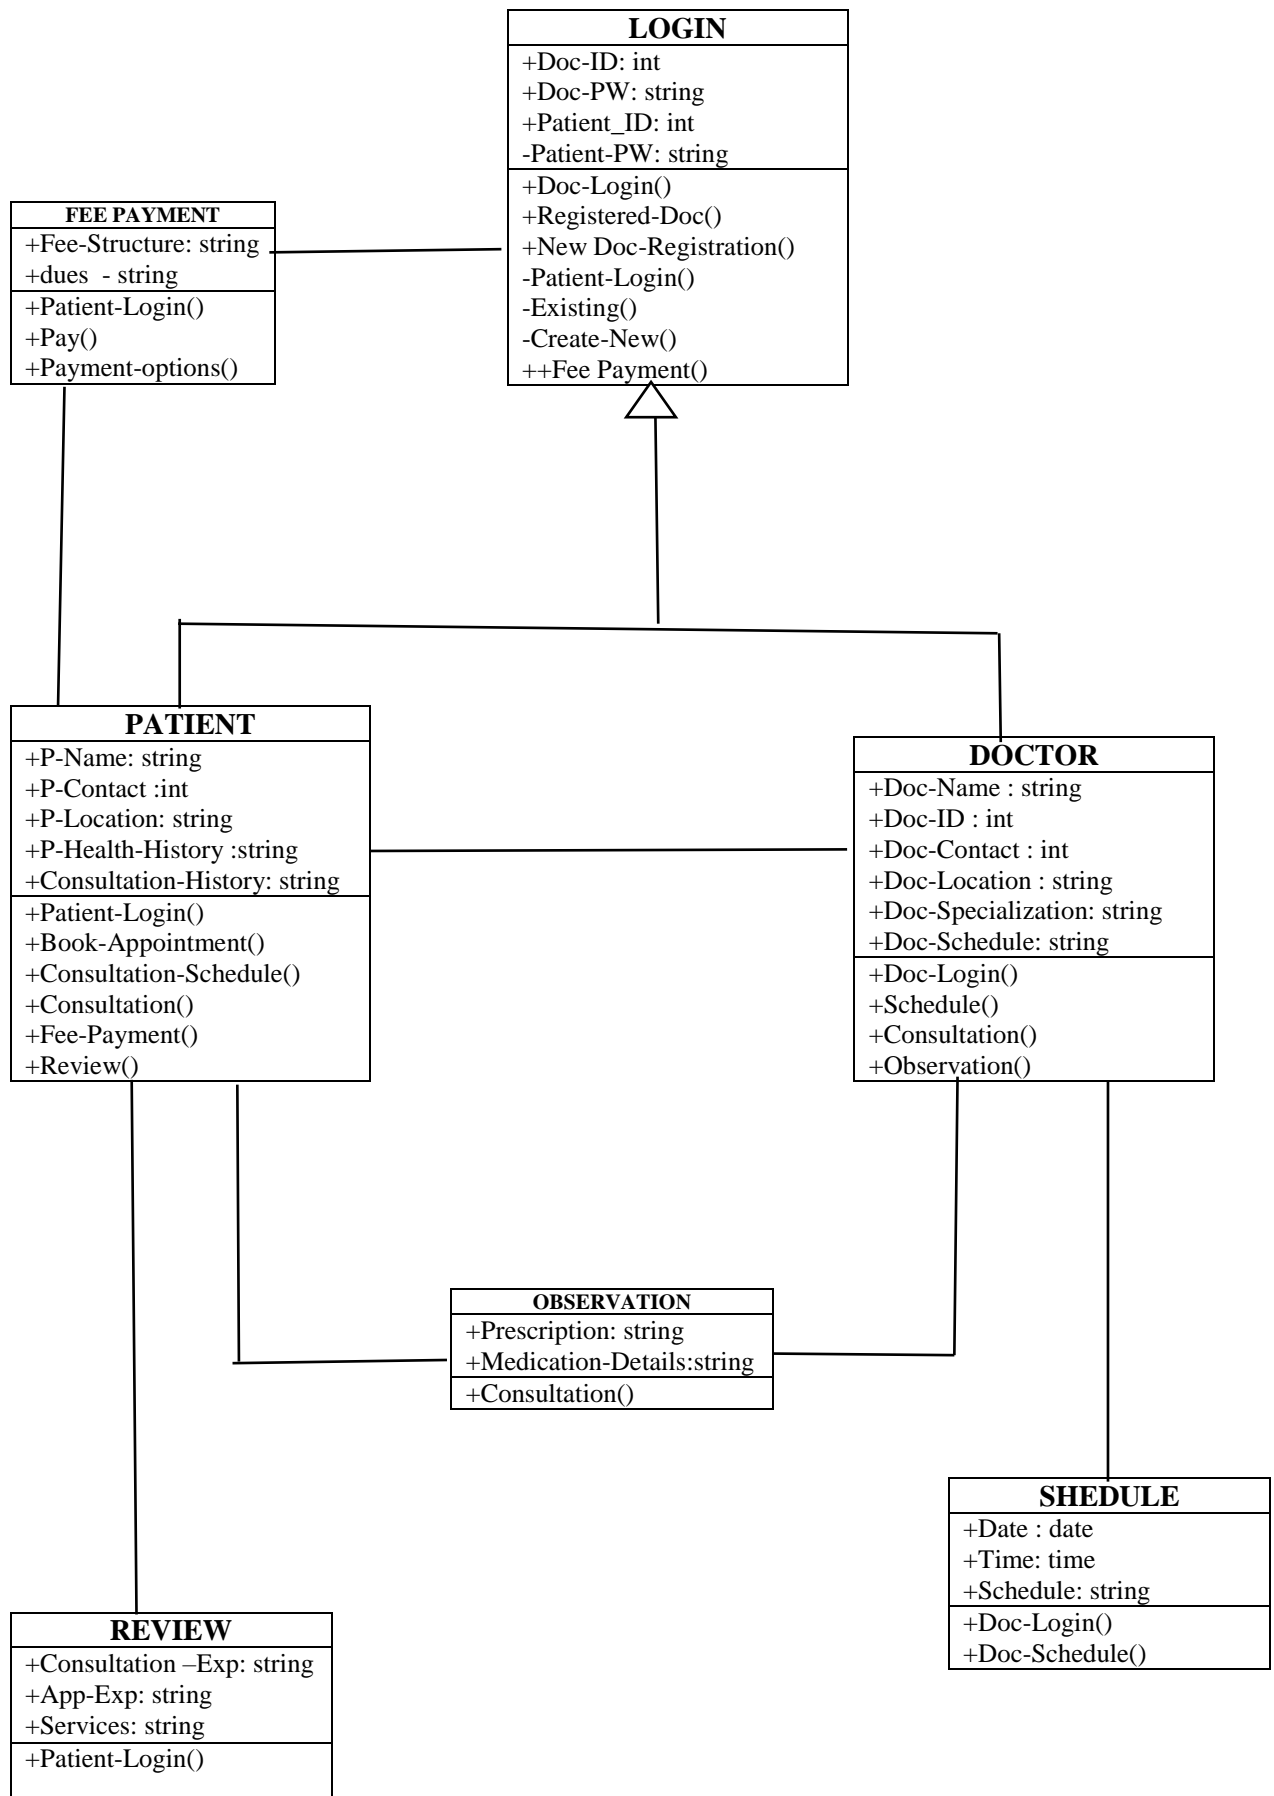 LOGIN
+Doc-ID: int
+Doc-PW: string
+Patient_ID: int
-Patient-PW: string
+Doc-Login()
+Registered-Doc()
+New Doc-Registration()
-Patient-Login()
-Existing()
-Create-New()
++Fee Payment()
FEE PAYMENT
+Fee-Structure: string
+dues - string
+Patient-Login()
+Pay()
+Payment-options()
PATIENT
+P-Name: string
+P-Contact :int
+P-Location: string
+P-Health-History :string
+Consultation-History: string
+Patient-Login()
+Book-Appointment()
+Consultation-Schedule()
+Consultation()
+Fee-Payment()
+Review()
DOCTOR
+Doc-Name : string
+Doc-ID : int
+Doc-Contact : int
+Doc-Location : string
+Doc-Specialization: string
+Doc-Schedule: string
+Doc-Login()
+Schedule()
+Consultation()
+Observation()
OBSERVATION
+Prescription: string
+Medication-Details:string
+Consultation()
SHEDULE
+Date : date
+Time: time
+Schedule: string
+Doc-Login()
+Doc-Schedule()
REVIEW
+Consultation –Exp: string
+App-Exp: string
+Services: string
+Patient-Login()